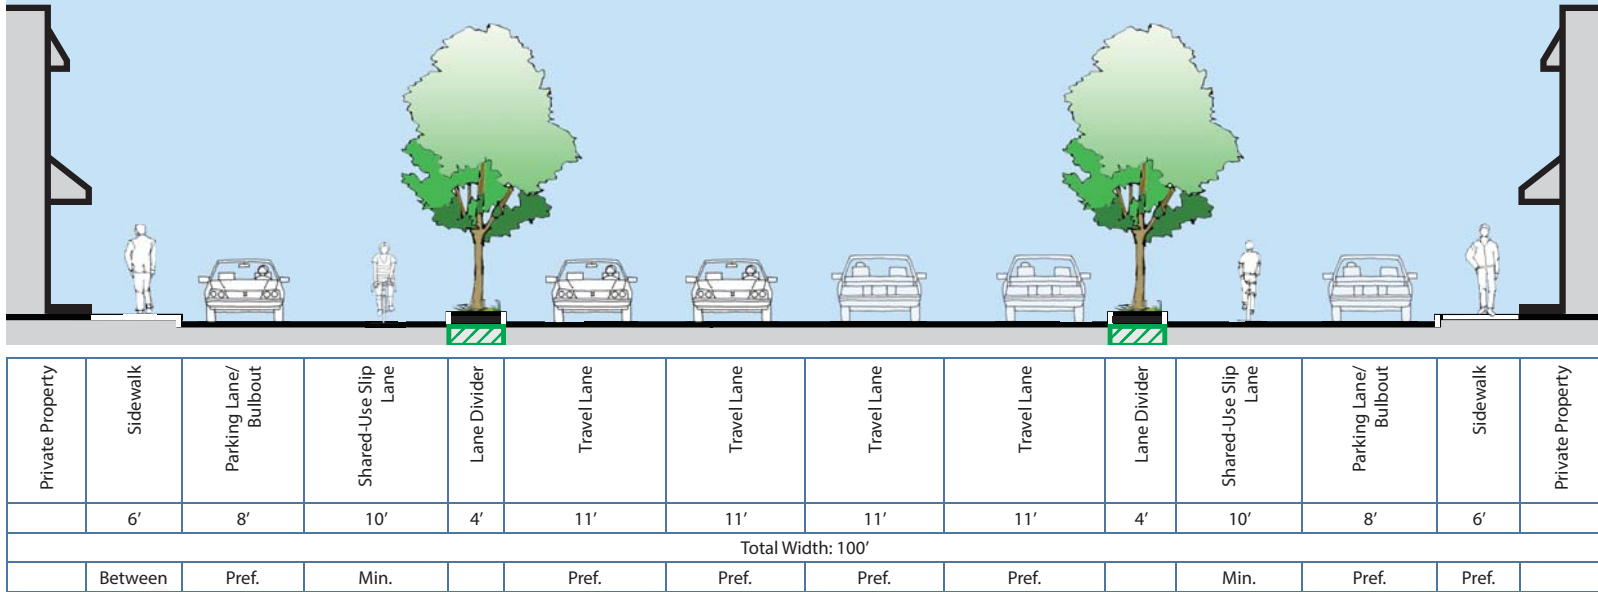 Private Property
Sidewalk
Parking Lane/
Bulbout
Shared-Use Slip
Lane
Lane Divider
Travel Lane
Travel Lane
Travel Lane
Travel Lane
Lane Divider
Shared-Use Slip
Lane
Parking Lane/
Bulbout
Sidewalk
Private Property
6’ 8’ 10’ 4’ 11’ 11’ 11’ 11’ 4’ 10’ 8’ 6’
Total Width: 100’
Between Pref. Min. Pref. Pref. Pref. Pref. Min. Pref. Pref.